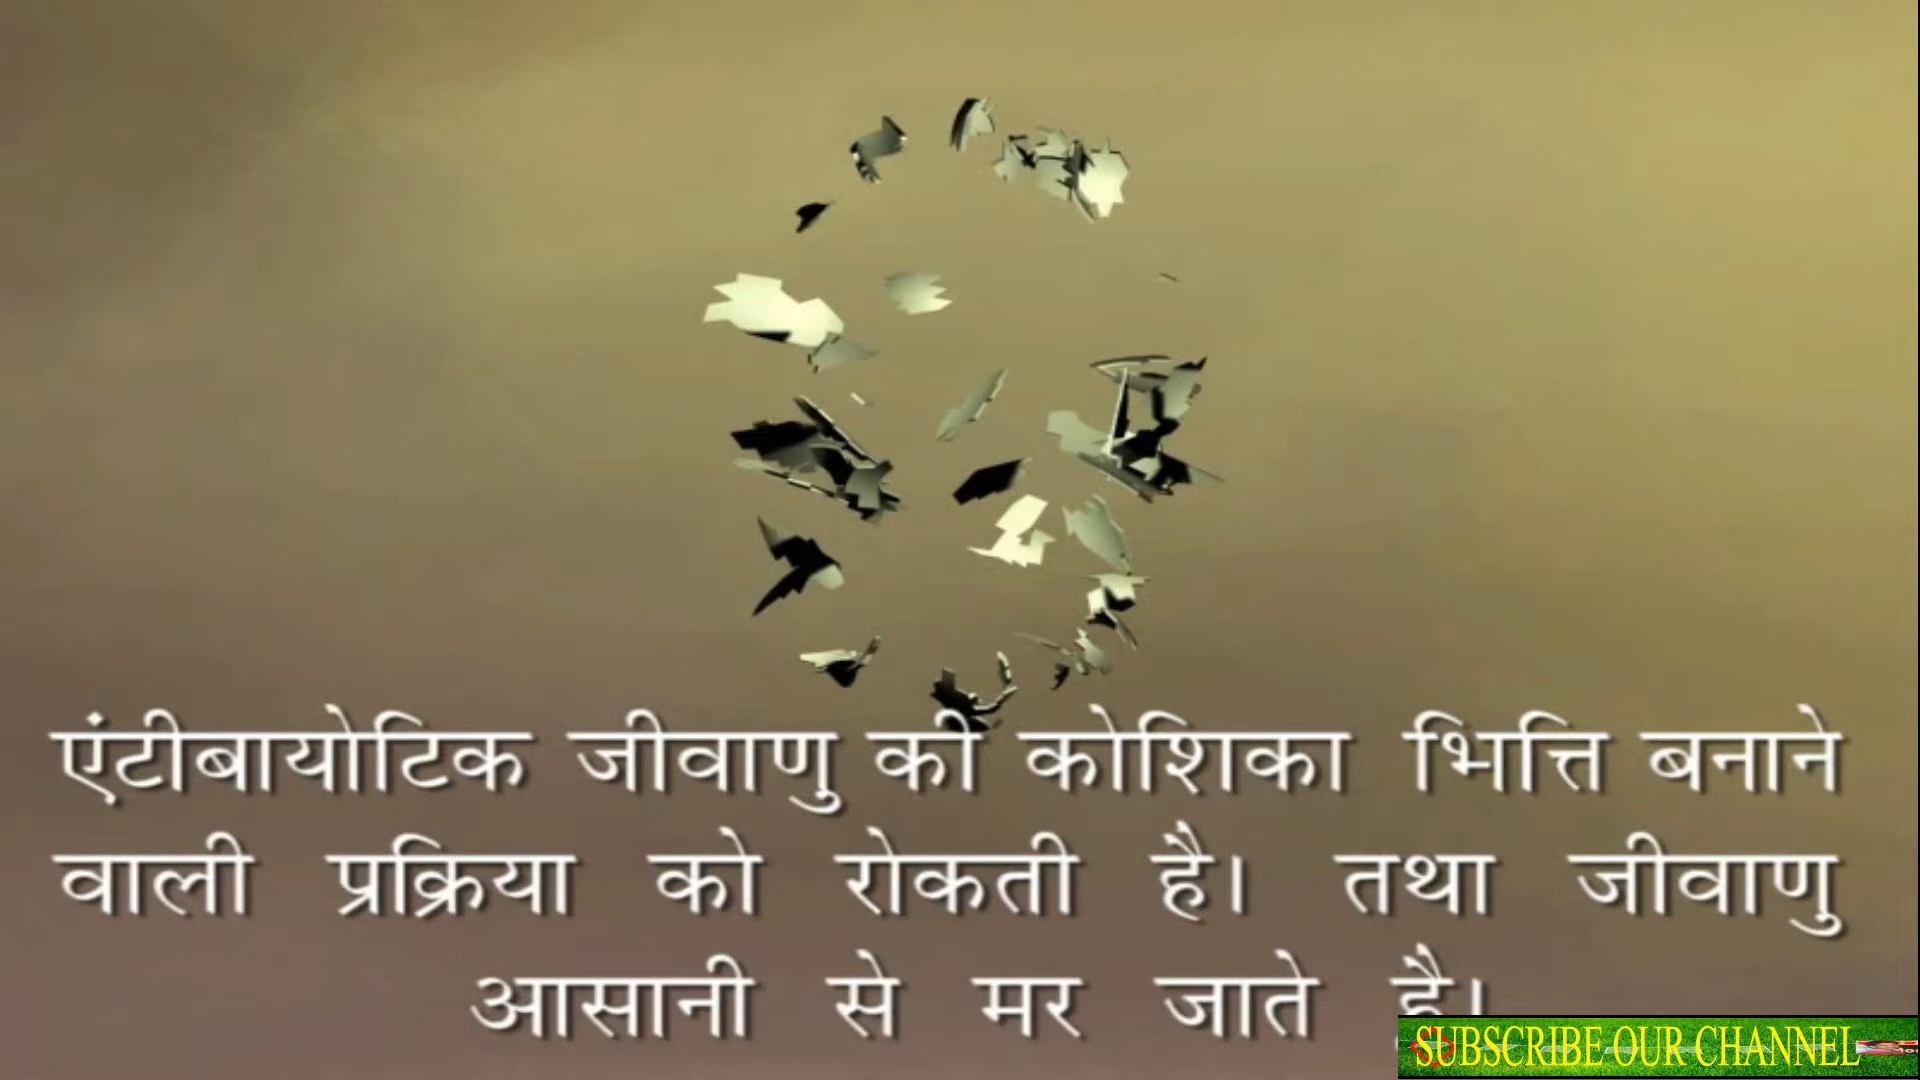 एंटीबायोटिक जीवाणु की कोशिका भित्ति बनाने
वाली प्रक्रिया को रोकती है। तथा जीवाणु
आसानी से मर जाते है।
SUBSCRIBE OUR CHANNEL